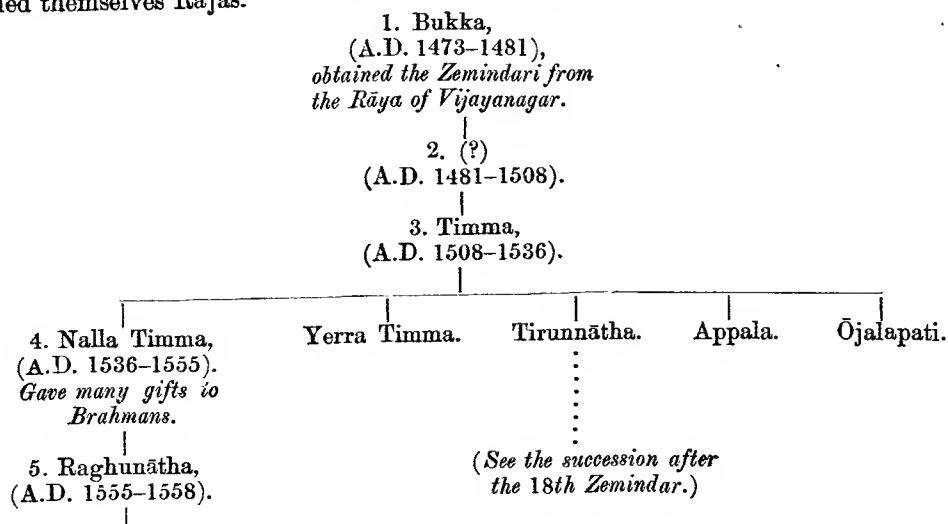 themselves Rajas.
1. Bukka,
(A.D. 1473–1481),
obtained the Zemindari from
the Rāya of Vijayanagar.
2. (?)
(A.D. 1481–1508).
3. Timma,
(A.D. 1508–1536).
4. Nalla Timma,
(A.D. 1536–1555).
Gave many gifts to
Brahmans.
Yerra Timma.
Tirunnātha.
Appala.
Ōjalapati.
(See the succession after
the 18th Zemindar.)
5. Raghunātha,
(A.D. 1555–1558).